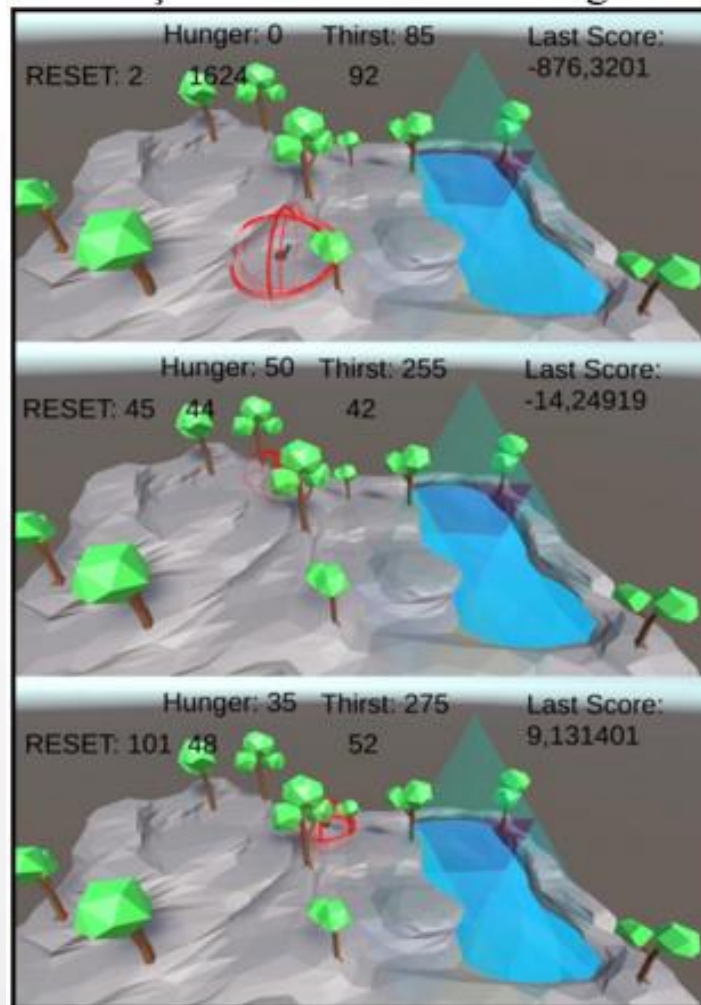 Hunger: 0 Thirst: 85 Last Score:
RESET: 2 1624 92 -876,3201
Hunger: 50 Thirst: 255 Last Score:
RESET: 45 44 42 -14,24919
Hunger: 35 Thirst: 275 Last Score:
RESET: 101 48 52 9,131401